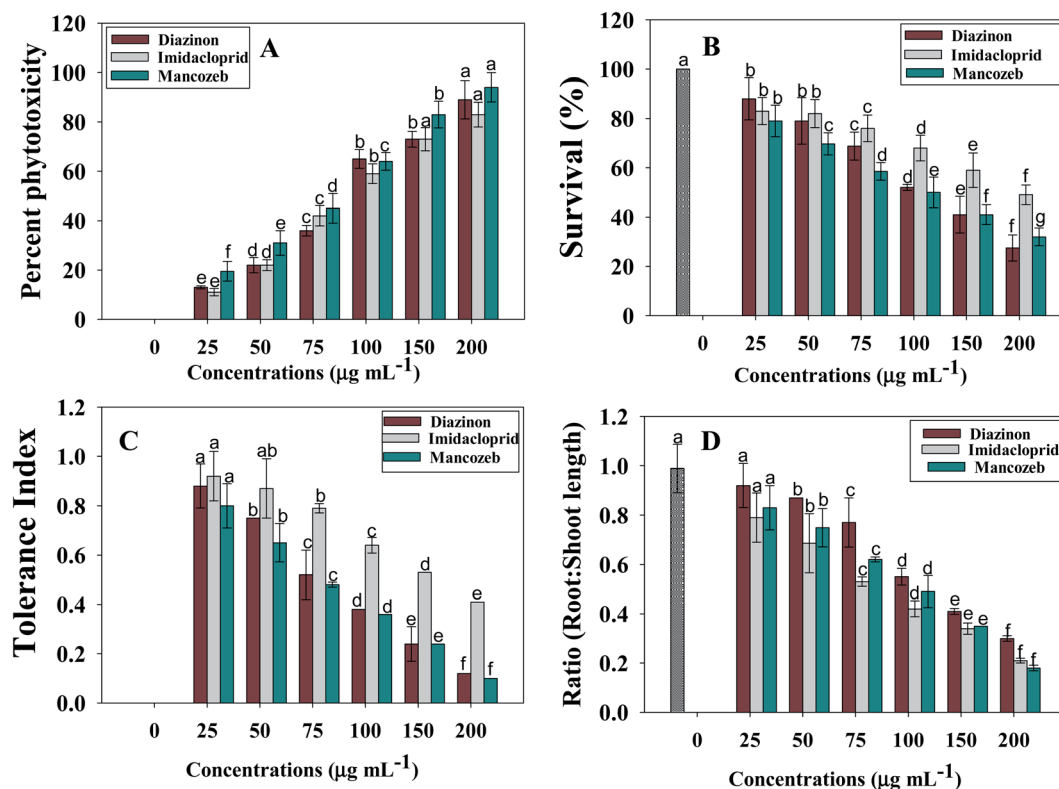 A
Percent phytotoxicity
120
100
80
60
40
20
0
Diazinon
Imidacloprid
Mancozeb
e e f
d d e
c c d
b b c
b a b
a a a
0 25 50 75 100 150 200
Concentrations (µg mL-1)
B
Survival (%)
120
100
80
60
40
20
0
Diazinon
Imidacloprid
Mancozeb
a
b b b
b b c
c c d
d d e
e e f
f f g
0 25 50 75 100 150 200
Concentrations (µg mL-1)
C
Tolerance Index
1.2
1.0
0.8
0.6
0.4
0.2
0.0
Diazinon
Imidacloprid
Mancozeb
a a a
b ab b
c b c
d c d
e d e
f e f
0 25 50 75 100 150 200
Concentrations (µg mL-1)
D
Ratio (Root:Shoot length)
1.2
1.0
0.8
0.6
0.4
0.2
0.0
Diazinon
Imidacloprid
Mancozeb
a
a a a
b b b
c c c
d d d
e e e
f f f
0 25 50 75 100 150 200
Concentrations (µg mL-1)